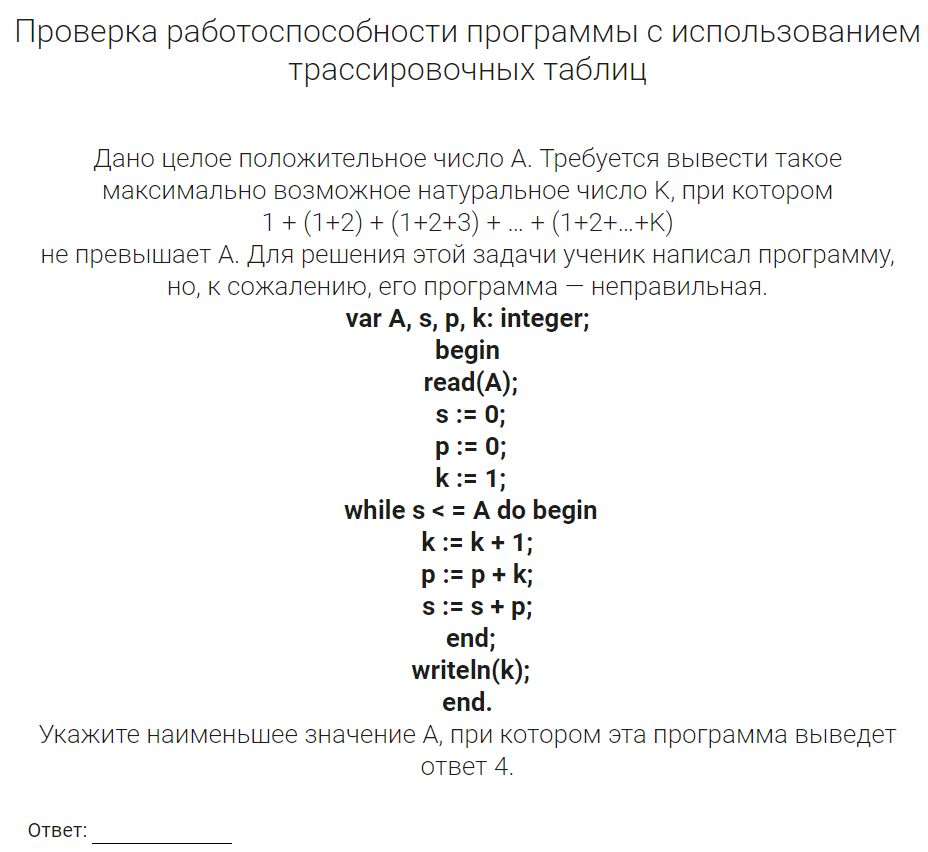 Проверка работоспособности программы с использованием
трассировочных таблиц
Дано целое положительное число A. Требуется вывести такое
максимально возможное натуральное число K, при котором
1 + (1+2) + (1+2+3) + … + (1+2+…+K)
не превышает A. Для решения этой задачи ученик написал программу,
но, к сожалению, его программа — неправильная.
var A, s, p, k: integer;
begin
read(A);
s := 0;
p := 0;
k := 1;
while s < = A do begin
k := k + 1;
p := p + k;
s := s + p;
end;
writeln(k);
end.
Укажите наименьшее значение A, при котором эта программа выведет
ответ 4.
Ответ: